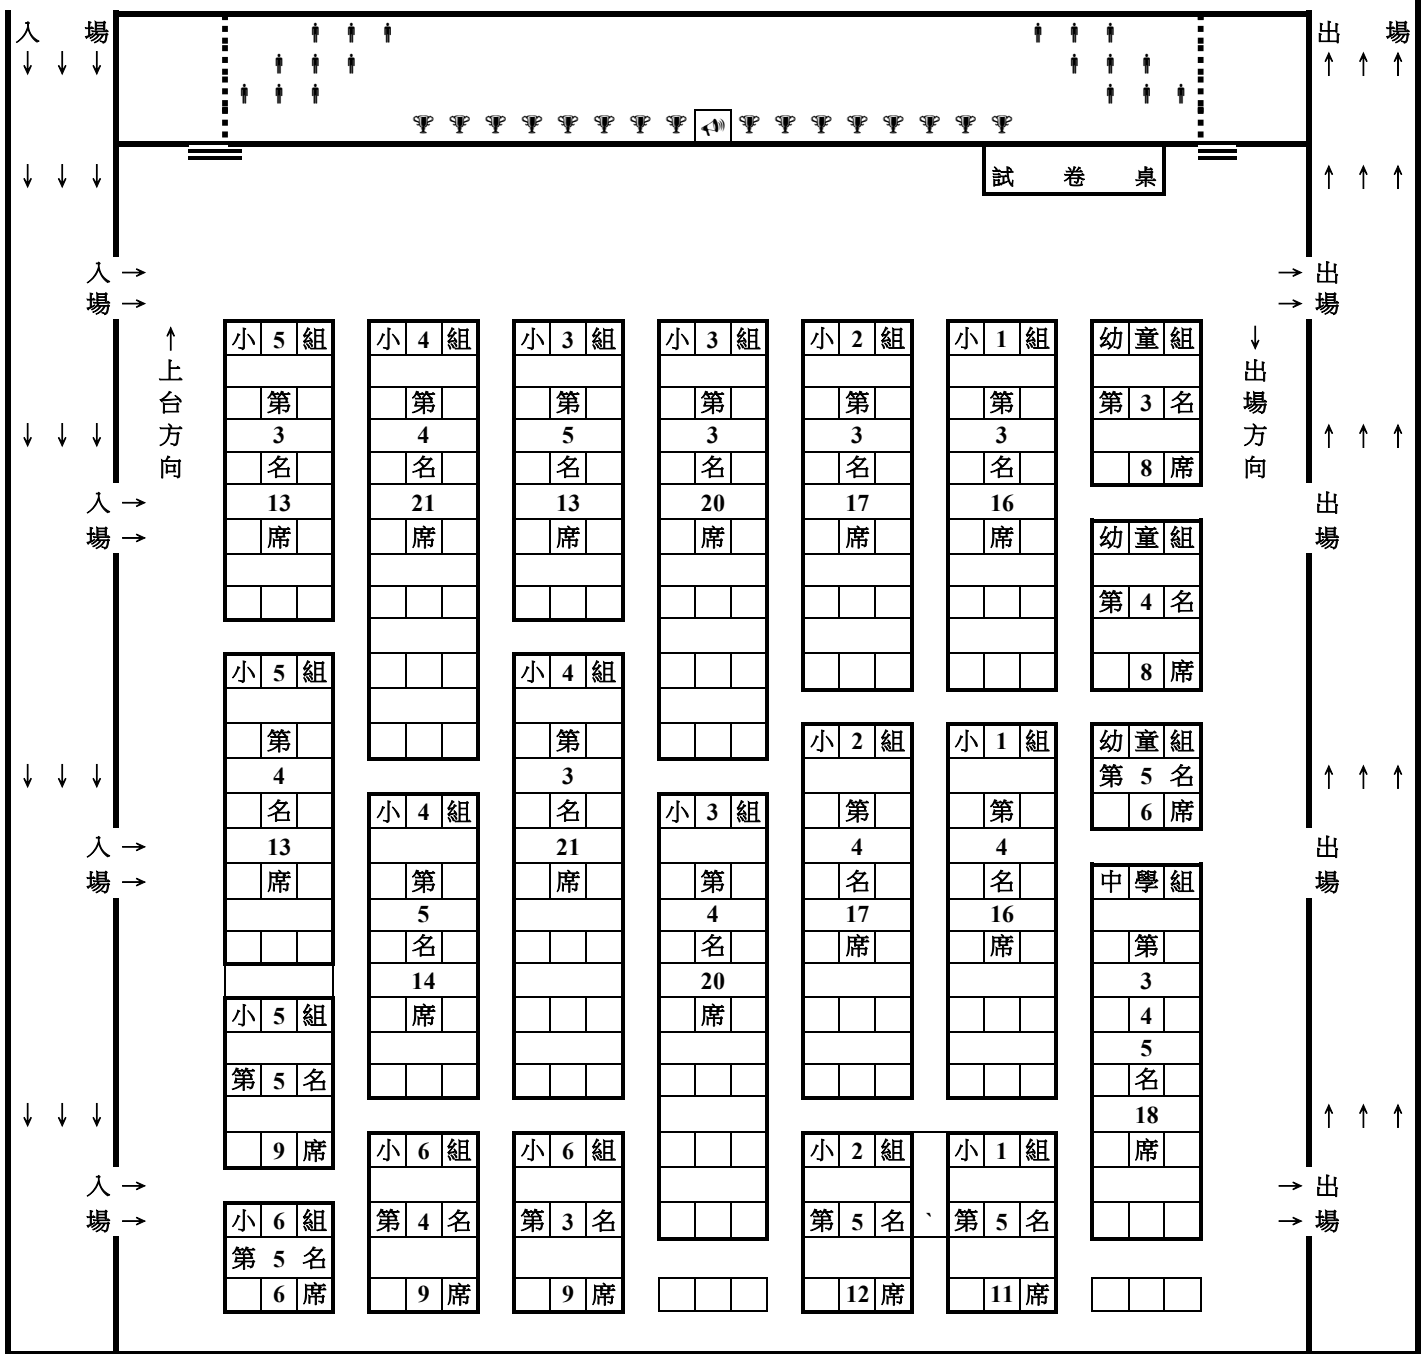 入 場
↓ ↓ ↓
出 場
↑ ↑ ↑
↓ ↓ ↓
試 卷 桌
↑ ↑ ↑
入 →
場 →
→ 出
→ 場
↑
上
台
方
向
小 5 組
第
3
名
13
席
小 4 組
第
4
名
21
席
小 3 組
第
5
名
13
席
小 3 組
第
3
名
20
席
小 2 組
第
3
名
17
席
小 1 組
第
3
名
16
席
幼 童 組
第 3 名
8 席
↓
出
場
方
向
↓ ↓ ↓
↑ ↑ ↑
入 →
場 →
出
場
幼 童 組
第 4 名
8 席
小 5 組
第
4
名
13
席
小 4 組
第
3
名
21
席
小 2 組
第
4
名
17
席
小 1 組
第
4
名
16
席
幼 童 組
第 5 名
6 席
↓ ↓ ↓
↑ ↑ ↑
小 4 組
第
5
名
14
席
小 3 組
第
4
名
20
席
入 →
場 →
出
場
中 學 組
第
3
4
5
名
18
席
小 5 組
第 5 名
9 席
↓ ↓ ↓
↑ ↑ ↑
小 6 組
第 4 名
9 席
小 6 組
第 3 名
9 席
小 2 組
第 5 名
12 席
、
小 1 組
第 5 名
11 席
入 →
場 →
→ 出
→ 場
小 6 組
第 5 名
6 席